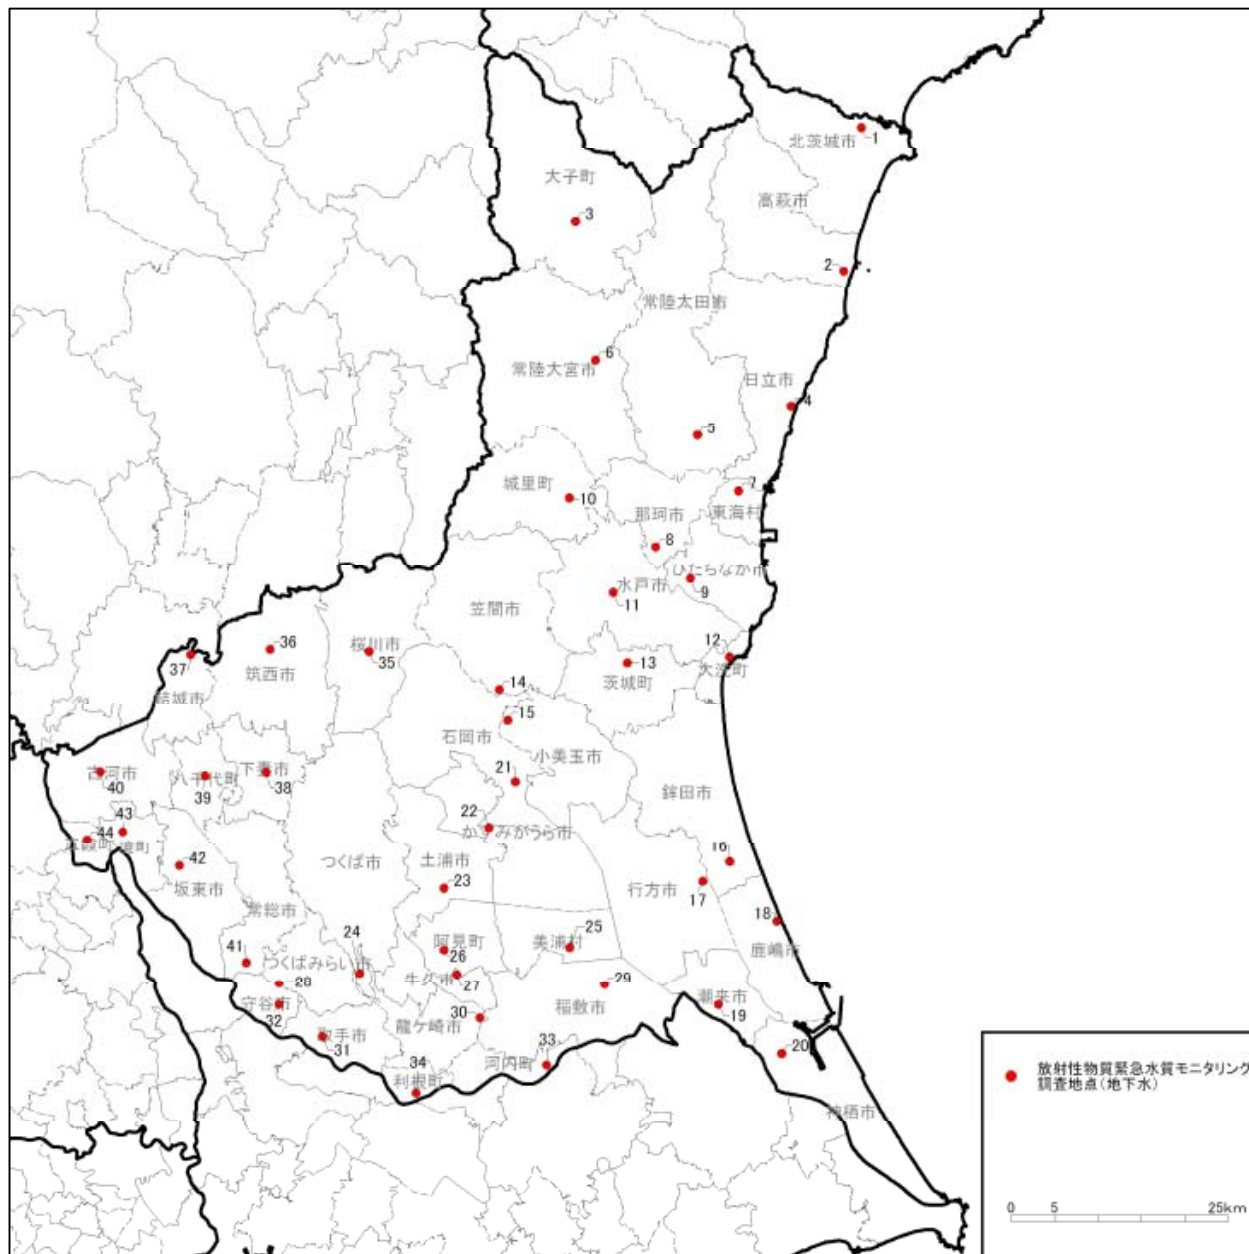 北茨城市
1
大子町
高萩市
3
2
常陸太田市
6
常陸大宮市
日立市
4
5
城里町
7
10
那珂市
東海村
8
ひたちなか市
水戸市
9
11
笠間市
36
桜川市
12
37
35
13
大洗町
筑西市
茨城町
結城市
14
15
石岡市
小美玉市
古河市
八千代町
下妻市
21
40
39
38
鉾田市
43
22
44
かすみがうら市
境町
つくば市
土浦市
16
42
23
17
坂東市
行方市
常総市
18
24
25
阿見町
美浦村
鹿嶋市
41
つくばみらい市
26
牛久市
27
28
29
守谷市
潮来市
稲敷市
32
30
19
龍ケ崎市
取手市
31
20
34
33
河内町
利根町
神栖市
放射性物質緊急水質モニタリング
調査地点(地下水)
0 5 25km